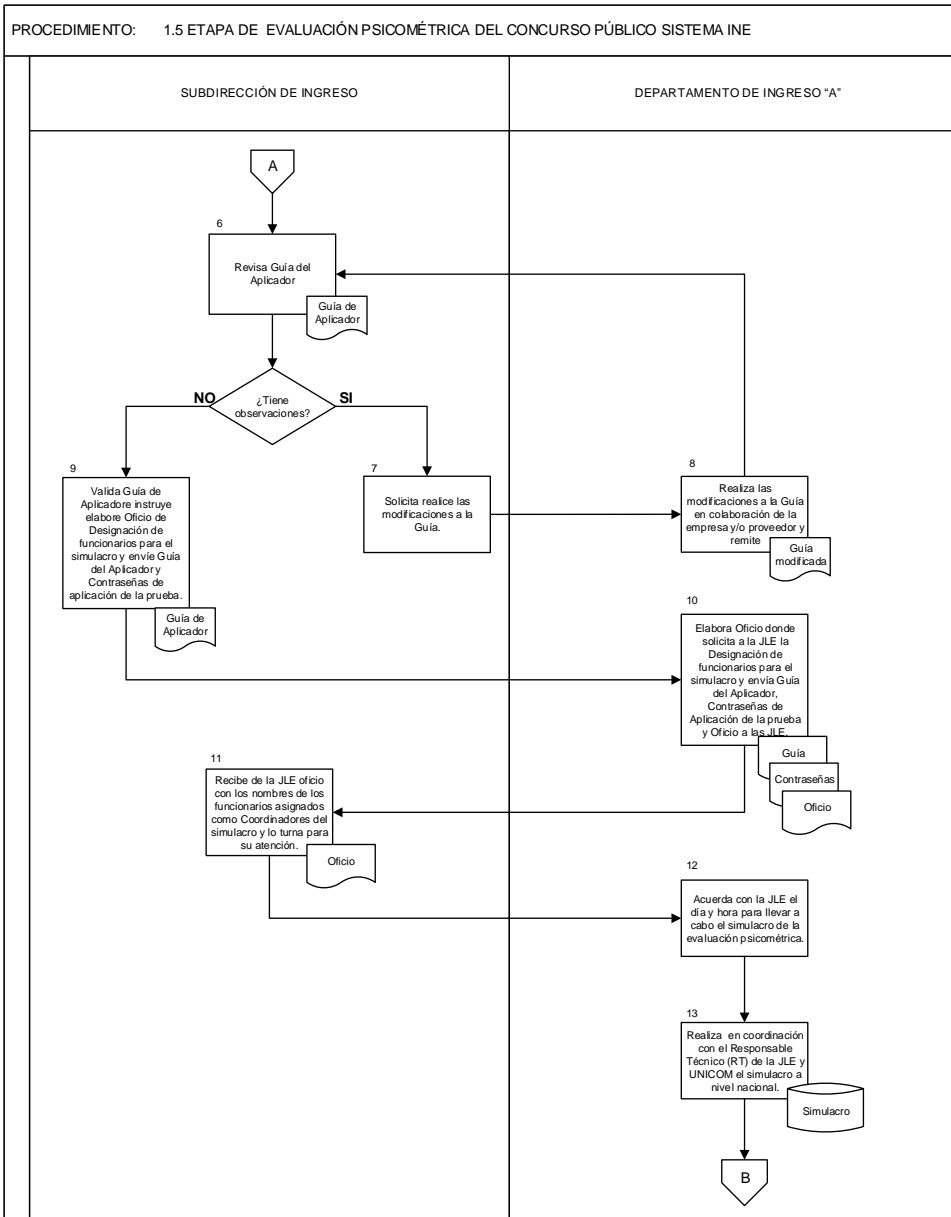 PROCEDIMIENTO: 1.5 ETAPA DE EVALUACIÓN PSICOMÉTRICA DEL CONCURSO PÚBLICO SISTEMA INE
SUBDIRECCIÓN DE INGRESO
DEPARTAMENTO DE INGRESO “A”
A
6
Revisa Guía del
Aplicador
Guía de
Aplicador
¿Tiene
observaciones?
NO
SI
9
Valida Guía de
Aplicadore instruye
elabore Oficio de
Designación de
funcionarios para el
simulacro y envíe Guía
del Aplicador y
Contraseñas de
aplicación de la prueba.
Guía de
Aplicador
7
Solicita realice las
modificaciones a la
Guía.
8
Realiza las
modificaciones a la Guía
en colaboración de la
empresa y/o proveedor y
remite
Guía
modificada
10
Elabora Oficio donde
solicita a la JLE la
Designación de
funcionarios para el
simulacro y envía Guía
del Aplicador,
Contraseñas de
Aplicación de la prueba
y Oficio a las JLE.
Guía
Contraseñas
Oficio
11
Recibe de la JLE oficio
con los nombres de los
funcionarios asignados
como Coordinadores del
simulacro y lo turna para
su atención.
Oficio
12
Acuerda con la JLE el
día y hora para llevar a
cabo el simulacro de la
evaluación psicométrica.
13
Realiza en coordinación
con el Responsable
Técnico (RT) de la JLE y
UNICOM el simulacro a
nivel nacional.
Simulacro
B